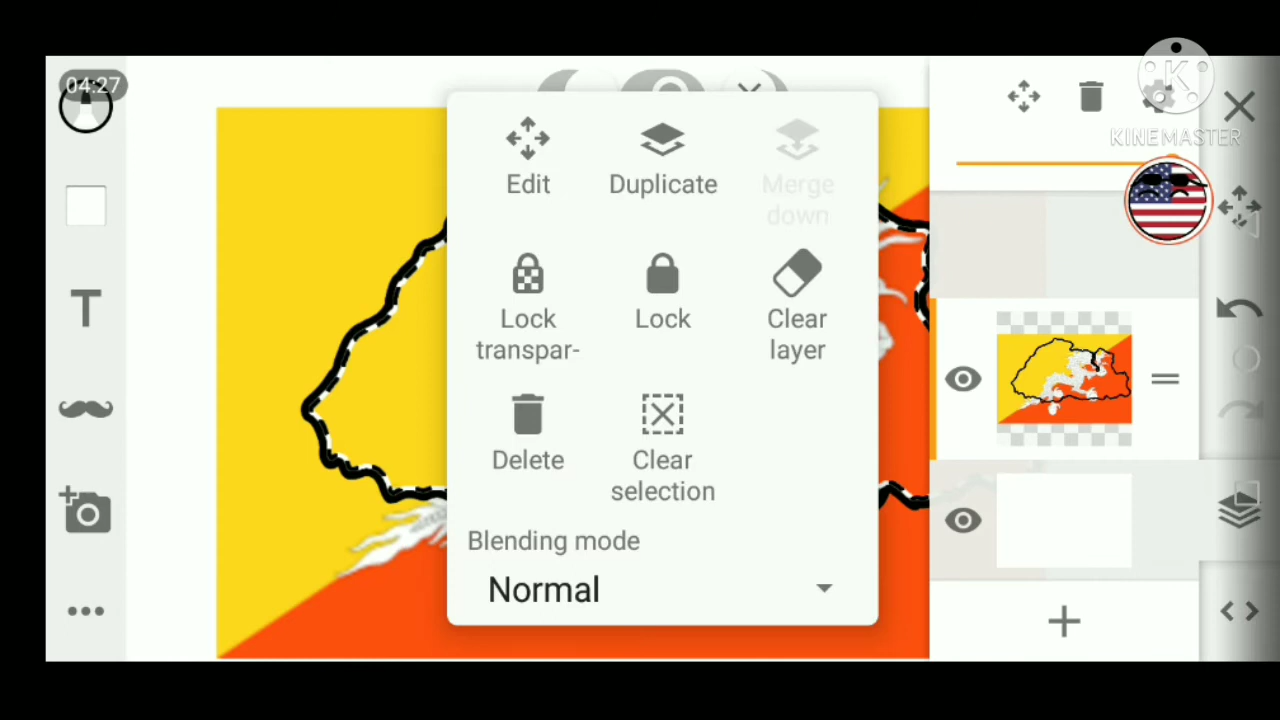 04:27
KINEMASTER
T
Edit
Duplicate
Merge
down
Lock
transpar-
Lock
Clear
layer
Delete
Clear
selection
Blending mode
Normal